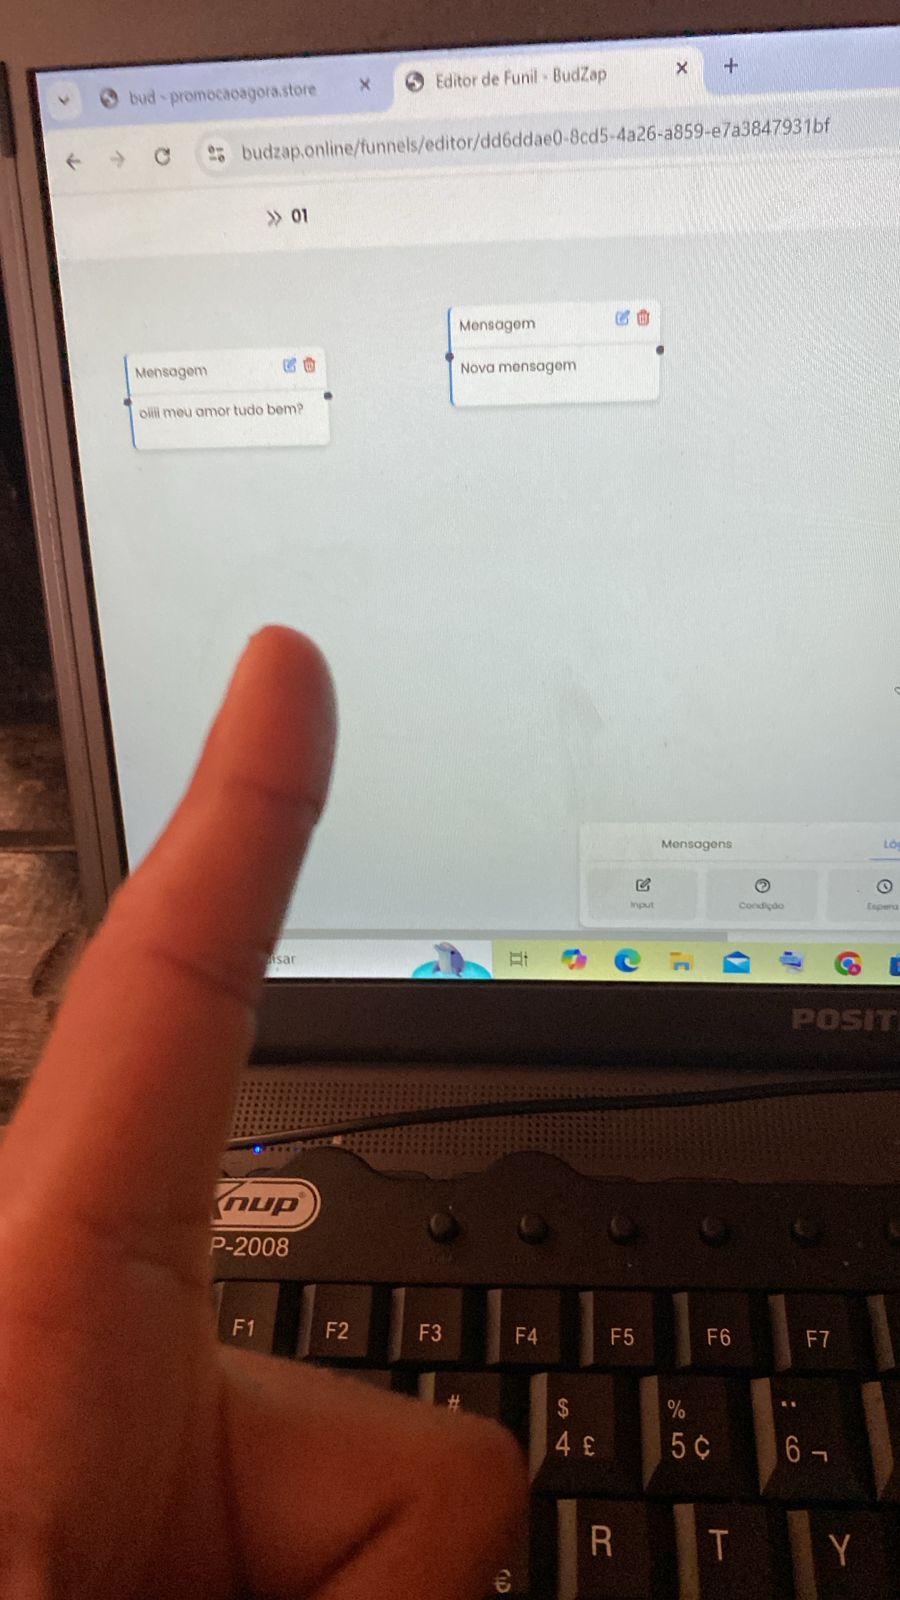 bud - promocaoagora.store
Editor de Funil - BudZap
budzap.online/funnels/editor/dd6ddae0-8cd5-4a26-a859-e7a3847931bf
01
Mensagem
oiiii meu amor tudo bem?
Mensagem
Nova mensagem
Mensagens
Input
Condição
Espera
POSIT
nup
P-2008
F1
F2
F3
F4
F5
F6
F7
#
$
4 £
%
5 ¢
¨
6 ¬
R
T
Y
€